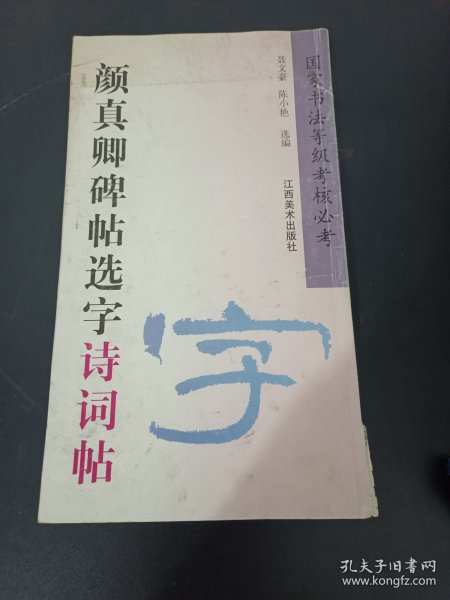 国家书法等级考核必考
聂文豪 陈小艳 选编
江西美术出版社
颜真卿碑帖选字诗词帖
字
孔夫子旧书网
www.kongfz.com